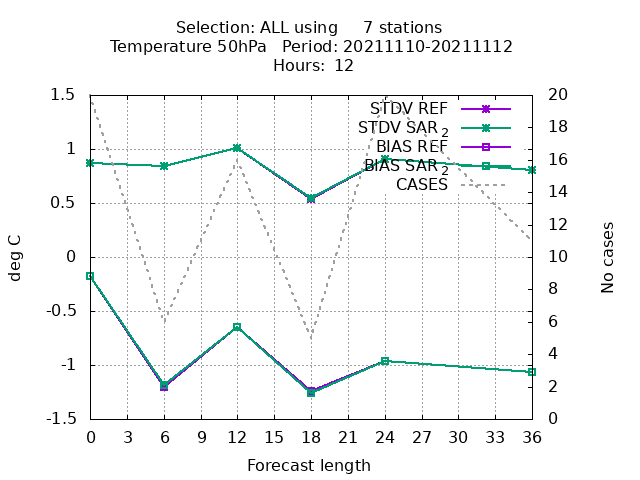 Selection: ALL using     7 stations
Temperature 50hPa   Period: 20211110-20211112
Hours: 12
1.5
1
0.5
0
-0.5
-1
-1.5
deg C
20
18
16
14
12
10
8
6
4
2
0
No cases
STDV REF
STDV SAR2
BIAS REF
BIAS SAR2
CASES
0 3 6 9 12 15 18 21 24 27 30 33 36
Forecast length